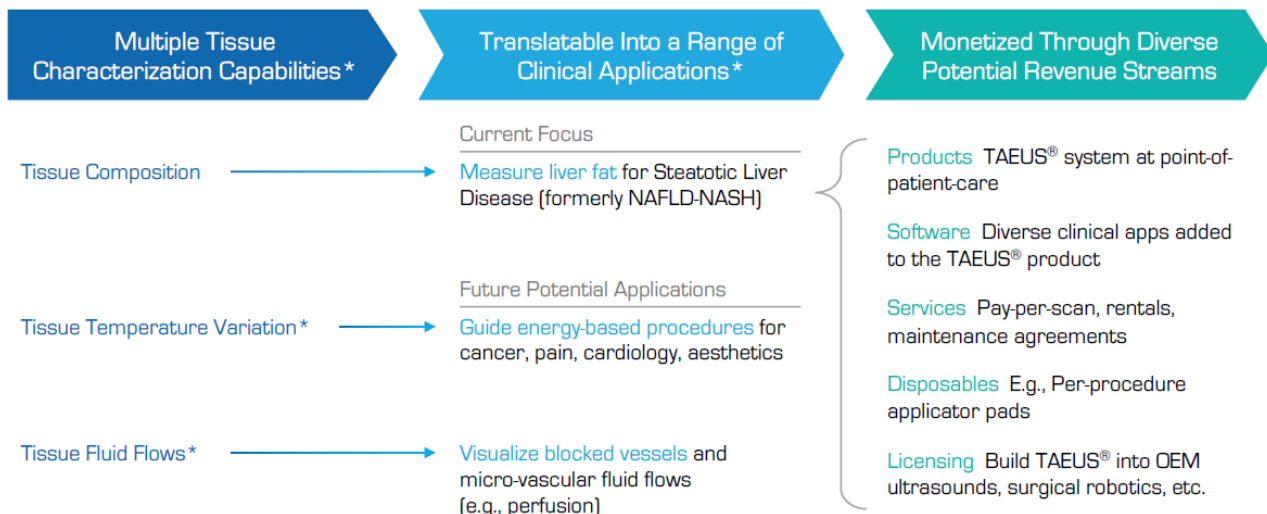 Multiple Tissue
Characterization Capabilities*
Translatable Into a Range of
Clinical Applications*
Monetized Through Diverse
Potential Revenue Streams
Tissue Composition
Current Focus
Measure liver fat for Steatotic Liver
Disease (formerly NAFLD-NASH)
Tissue Temperature Variation*
Future Potential Applications
Guide energy-based procedures for
cancer, pain, cardiology, aesthetics
Tissue Fluid Flows*
Visualize blocked vessels and
micro-vascular fluid flows
(e.g., perfusion)
Products TAEUS® system at point-of-
patient-care
Software Diverse clinical apps added
to the TAEUS® product
Services Pay-per-scan, rentals,
maintenance agreements
Disposables E.g., Per-procedure
applicator pads
Licensing Build TAEUS® into OEM
ultrasounds, surgical robotics, etc.